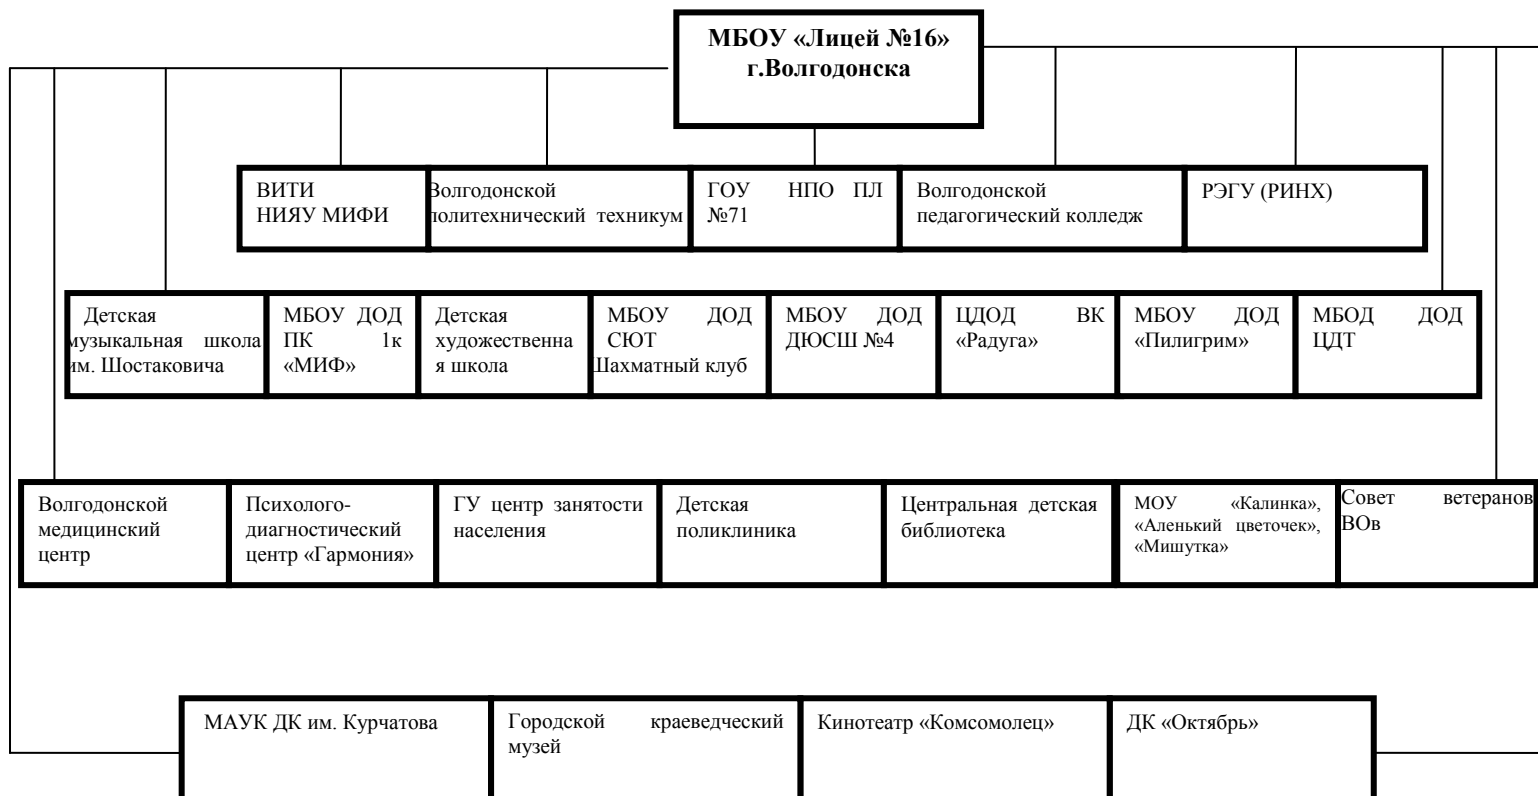 МБОУ «Лицей №16»
г.Волгодонска
ВИТИ
НИЯУ МИФИ
Волгодонской
политехнический техникум
ГОУ НПО ПЛ
№71
Волгодонской
педагогический колледж
РЭГУ (РИНХ)
Детская
музыкальная школа
им. Шостаковича
МБОУ ДОД
ПК 1к
«МИФ»
Детская
художественна
я школа
МБОУ ДОД
СЮТ
Шахматный клуб
МБОУ ДОД
ДЮСШ №4
ЦДОД ВК
«Радуга»
МБОУ ДОД
«Пилигрим»
МБОД ДОД
ЦДТ
Волгодонской
медицинский
центр
Психолого-
диагностический
центр «Гармония»
ГУ центр занятости
населения
Детская
поликлиника
Центральная детская
библиотека
МОУ «Калинка»,
«Аленький цветочек»,
«Мишутка»
Совет ветеранов
ВОв
МАУК ДК им. Курчатова
Городской краеведческий
музей
Кинотеатр «Комсомолец»
ДК «Октябрь»